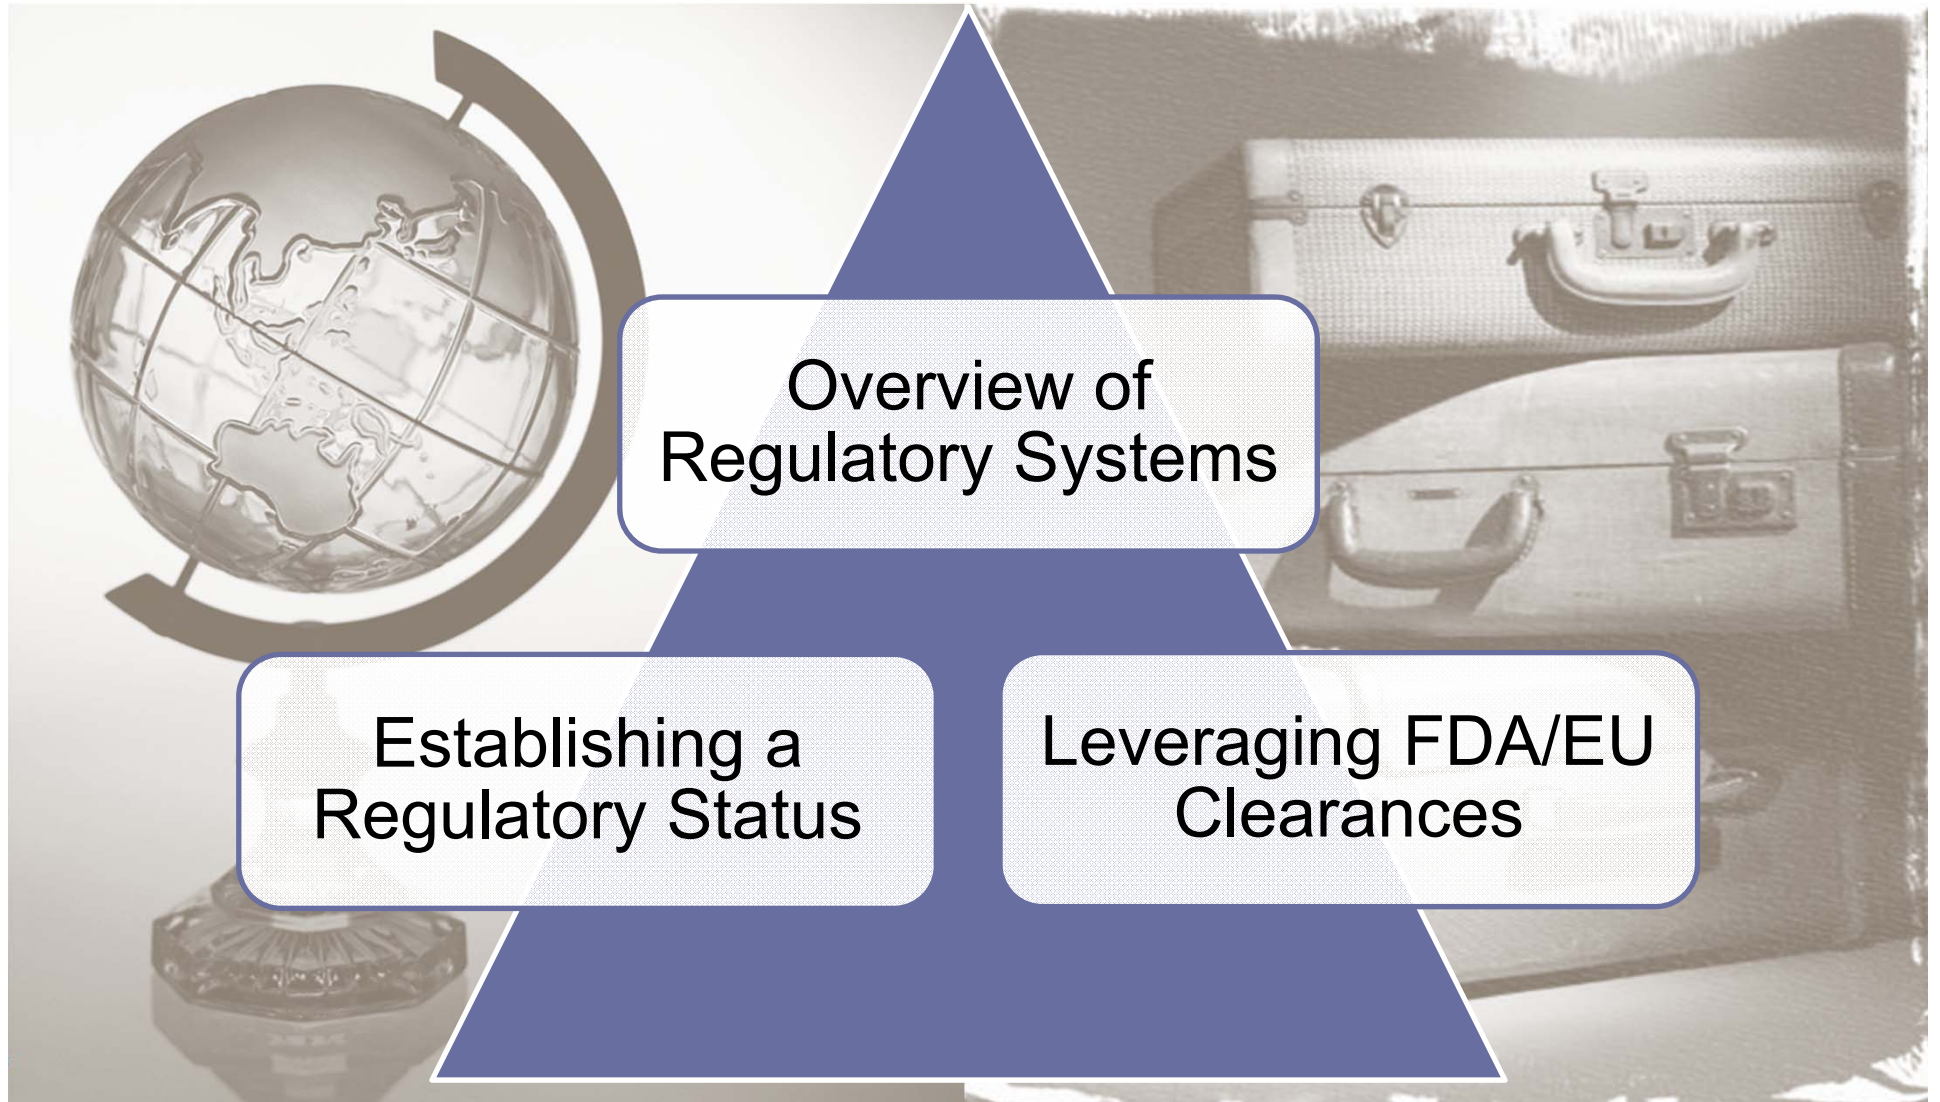 Overview of
Regulatory Systems
Establishing a
Regulatory Status
Leveraging FDA/EU
Clearances